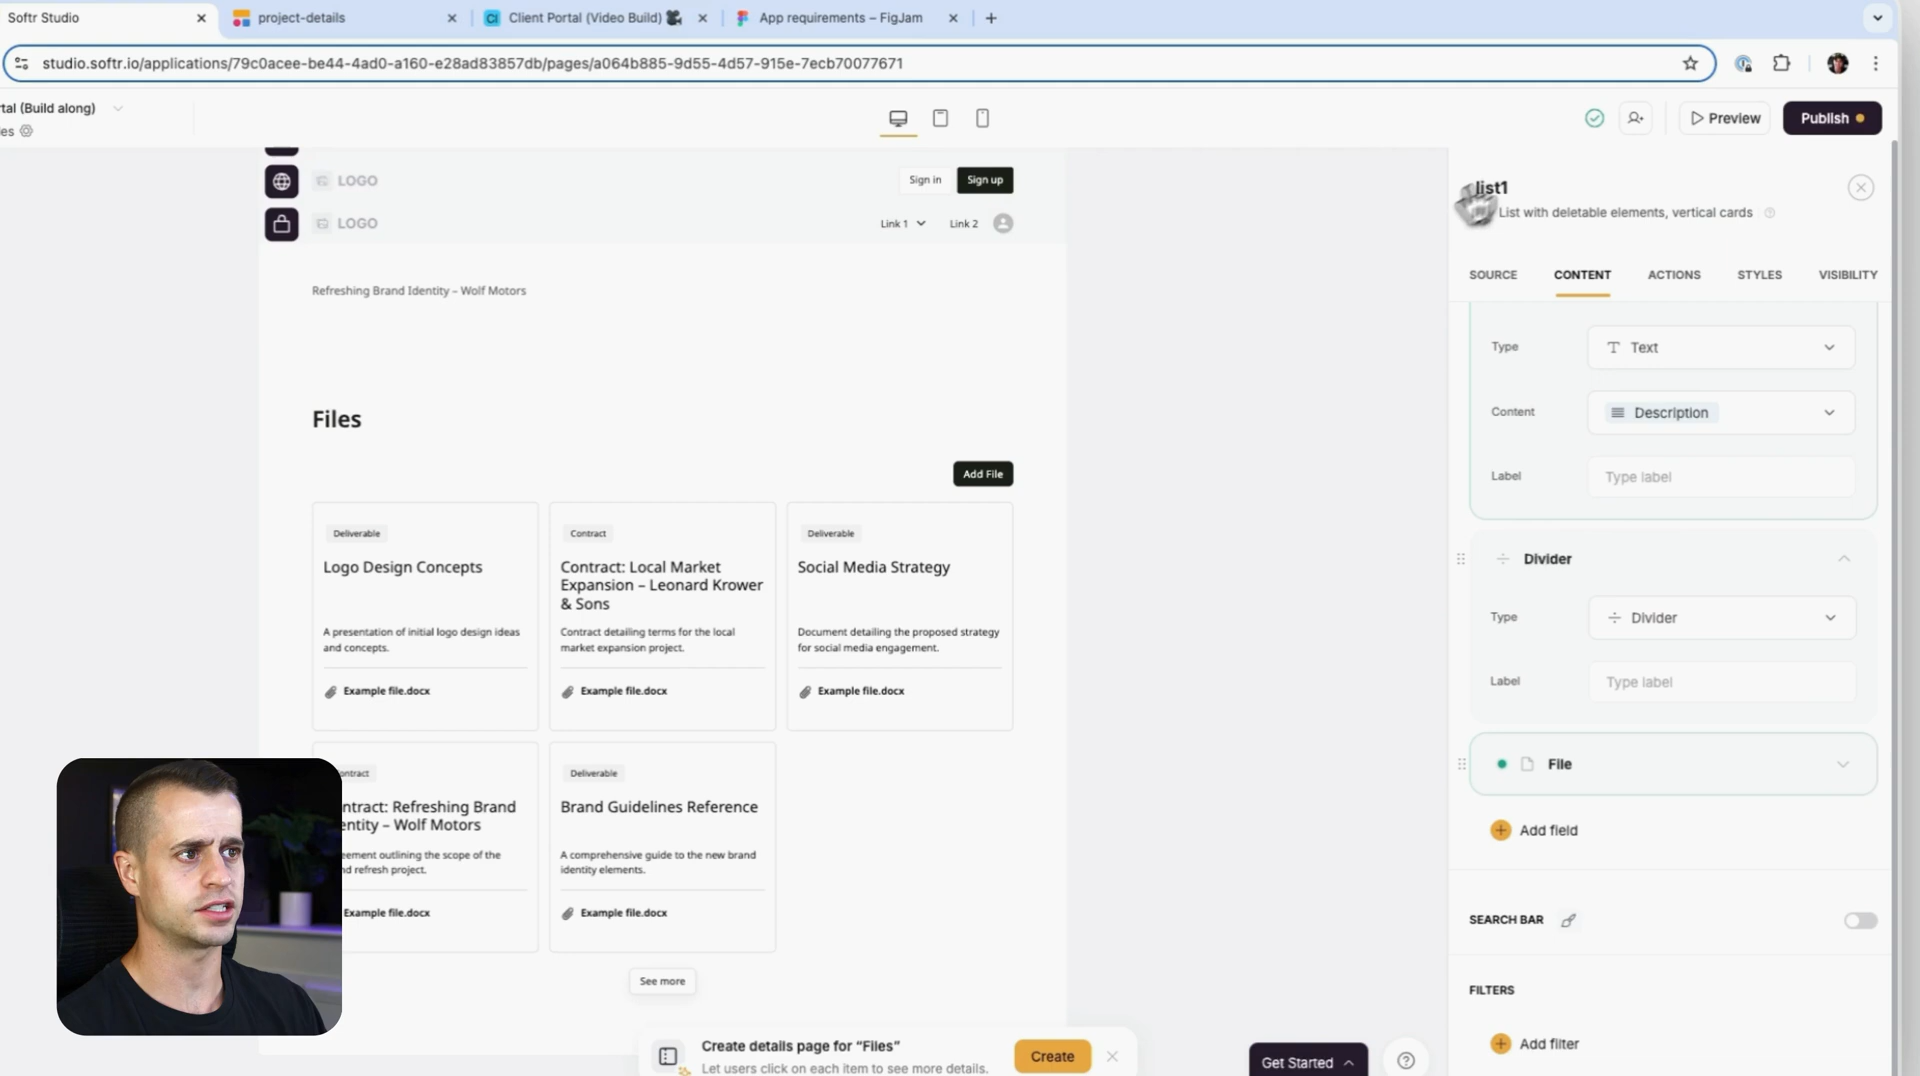 Softr Studio
project-details
Client Portal (Video Build)
App requirements – FigJam
studio.softr.io/applications/79c0acee-be44-4ad0-a160-e28ad83857db/pages/a064b885-9d55-4d57-915e-7ecb70077671
tal (Build along)
es
Preview
Publish
LOGO
Sign in
Sign up
LOGO
Link 1
Link 2
Refreshing Brand Identity – Wolf Motors
Files
Add File
Deliverable
Logo Design Concepts
A presentation of initial logo design ideas
and concepts.
Example file.docx
Contract
Contract: Local Market
Expansion – Leonard Krower
& Sons
Contract detailing terms for the local
market expansion project.
Example file.docx
Deliverable
Social Media Strategy
Document detailing the proposed strategy
for social media engagement.
Example file.docx
ontract
ntract: Refreshing Brand
entity – Wolf Motors
eement outlining the scope of the
nd refresh project.
Example file.docx
Deliverable
Brand Guidelines Reference
A comprehensive guide to the new brand
identity elements.
Example file.docx
See more
Create details page for “Files”
Let users click on each item to see more details.
Create
Get Started
list1
List with deletable elements, vertical cards
SOURCE
CONTENT
ACTIONS
STYLES
VISIBILITY
Type
Text
Content
Description
Label
Type label
Divider
Type
Divider
Label
Type label
File
Add field
SEARCH BAR
FILTERS
Add filter